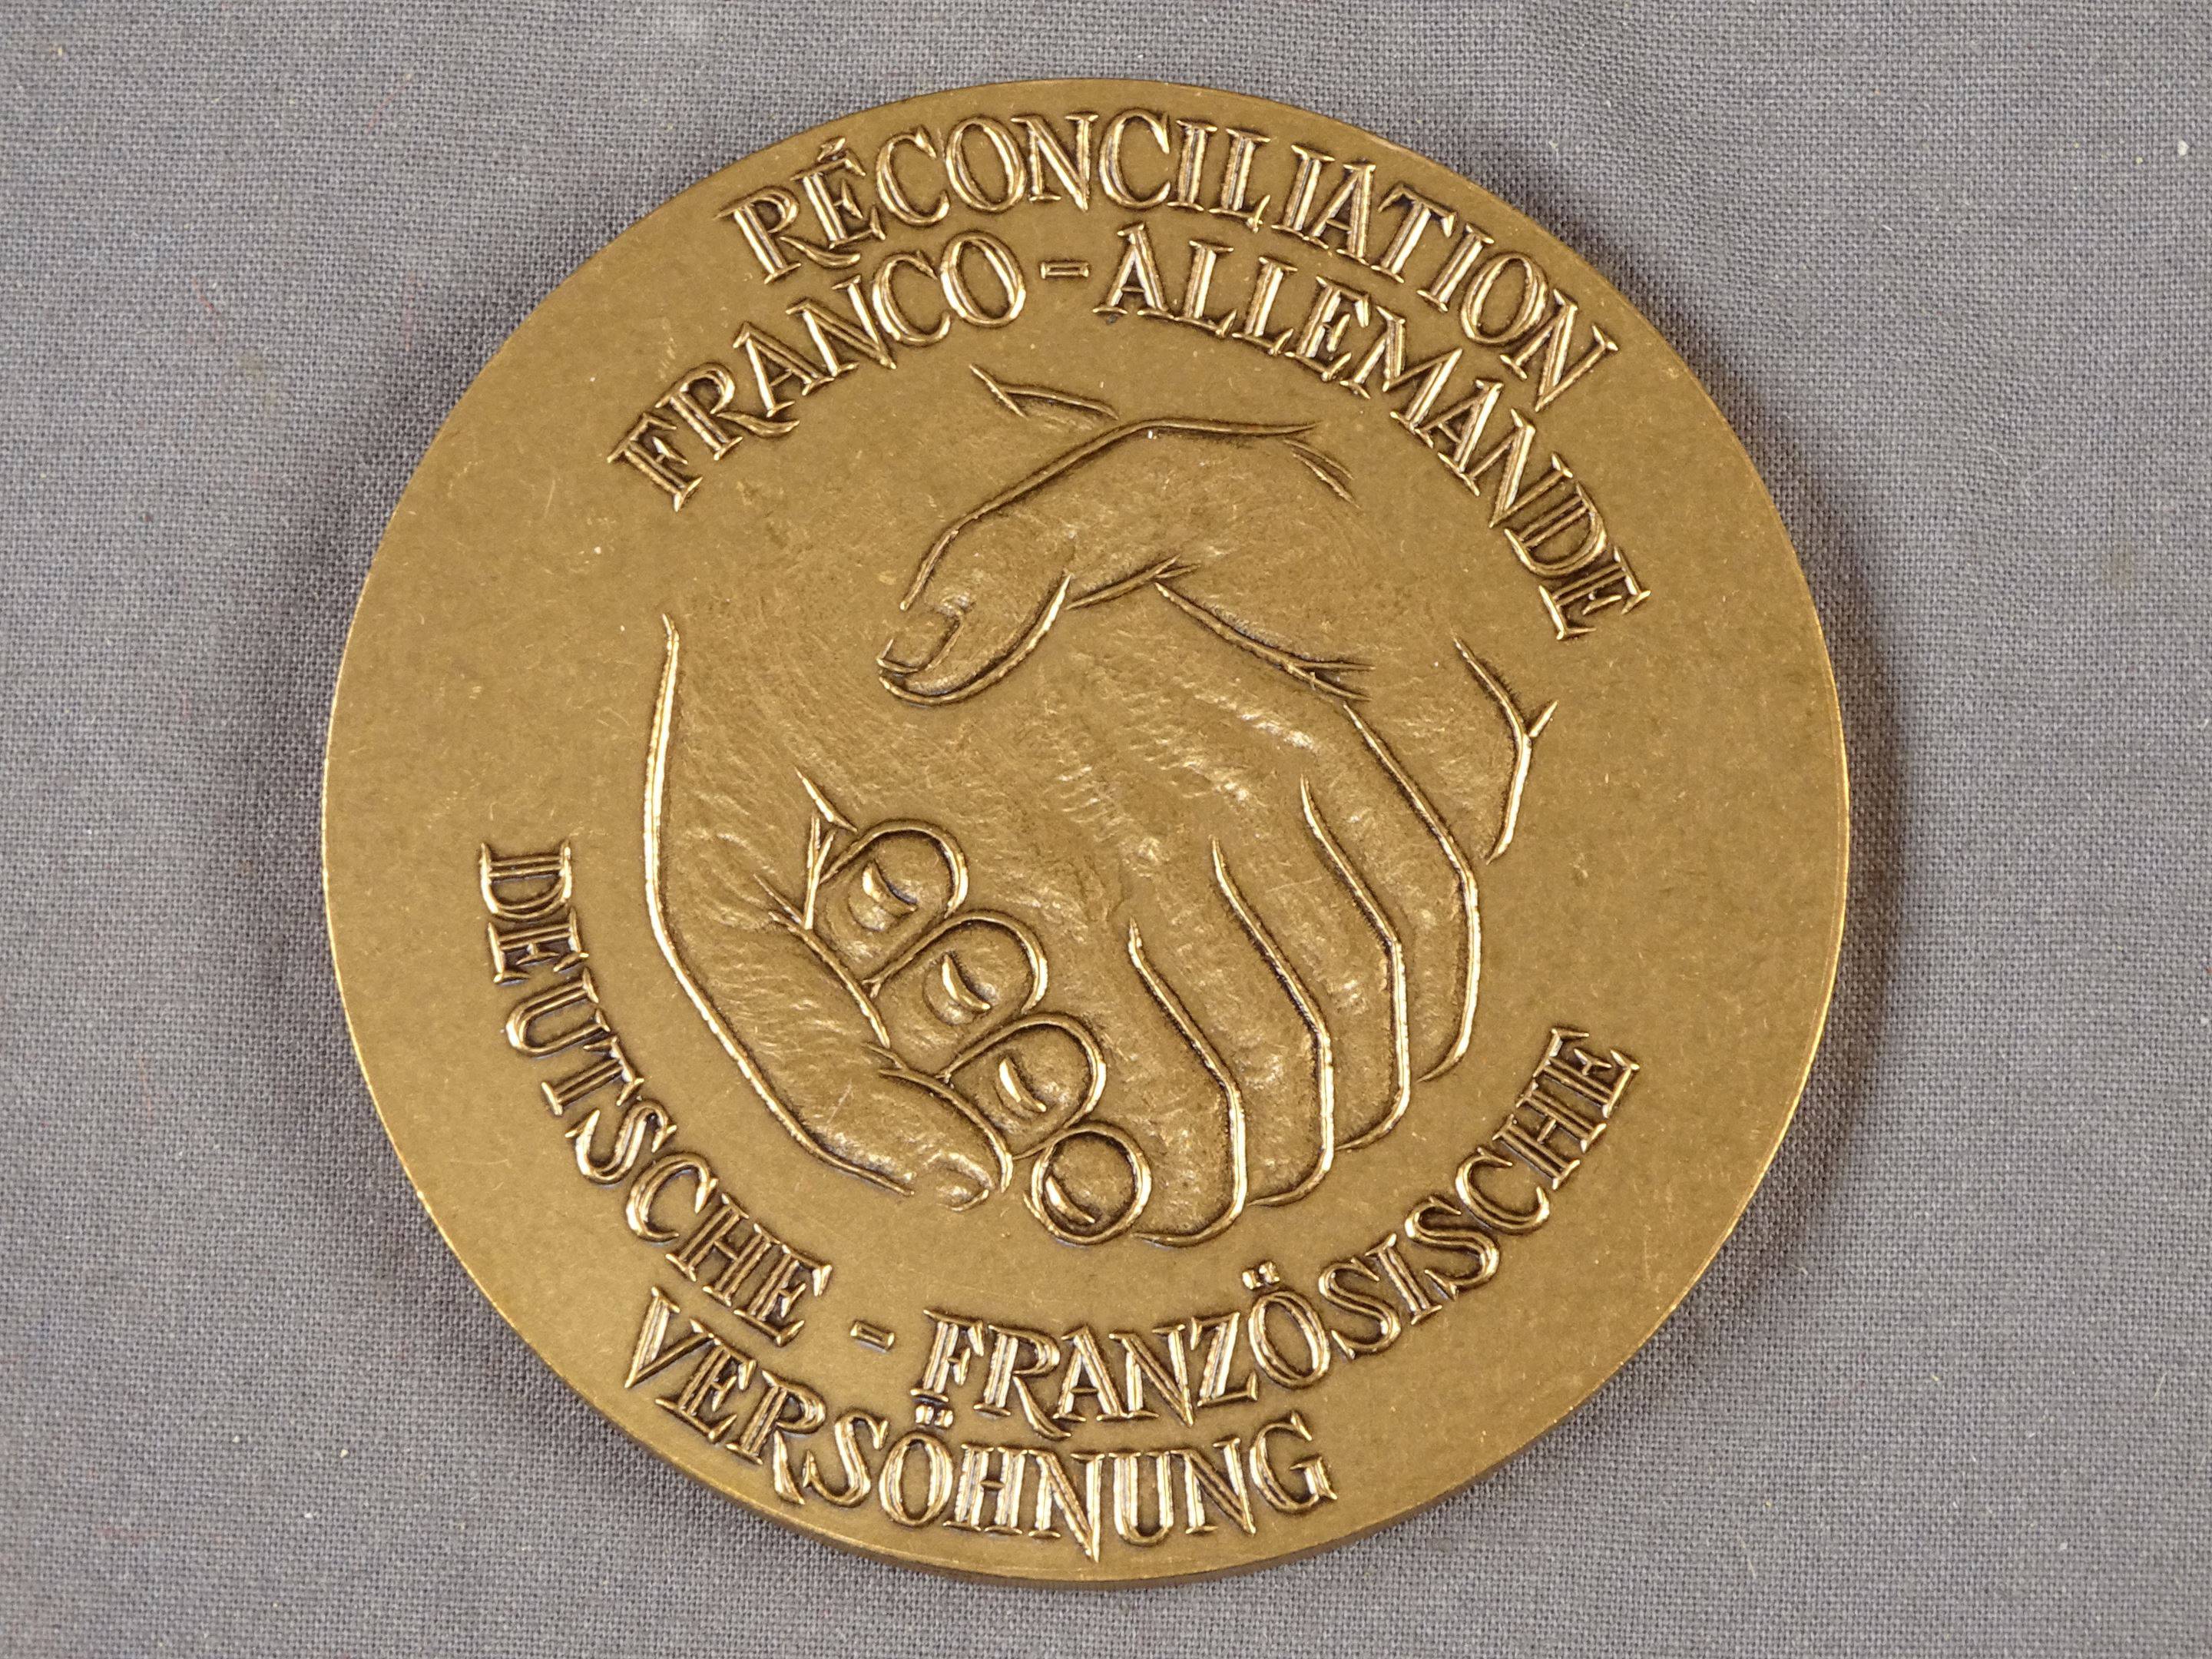 RÉCONCILIATION
FRANCO-ALLEMANDE
DEUTSCHE-FRANZÖSISCHE
VERSÖHNUNG